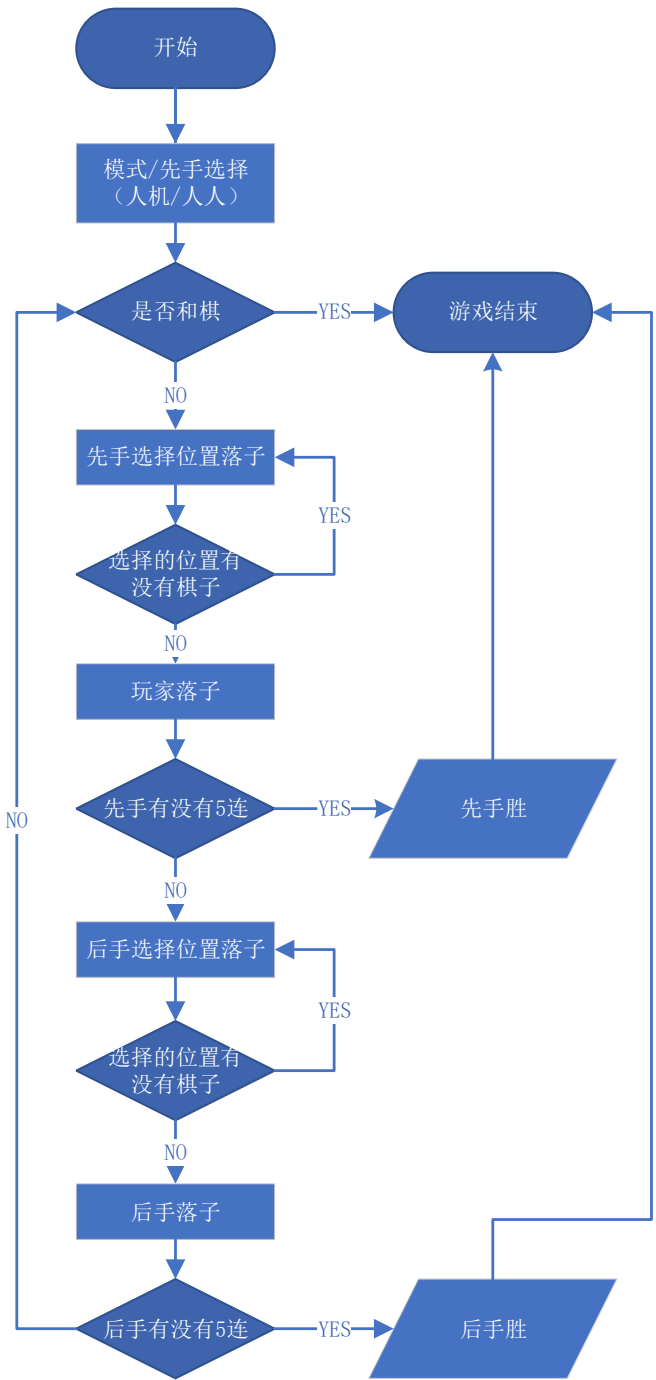 开始
模式/先手选择
（人机/人人）
是否和棋
YES
游戏结束
NO
先手选择位置落子
YES
选择的位置有
没有棋子
NO
玩家落子
先手有没有5连
YES
先手胜
NO
NO
后手选择位置落子
YES
选择的位置有
没有棋子
NO
后手落子
后手有没有5连
YES
后手胜